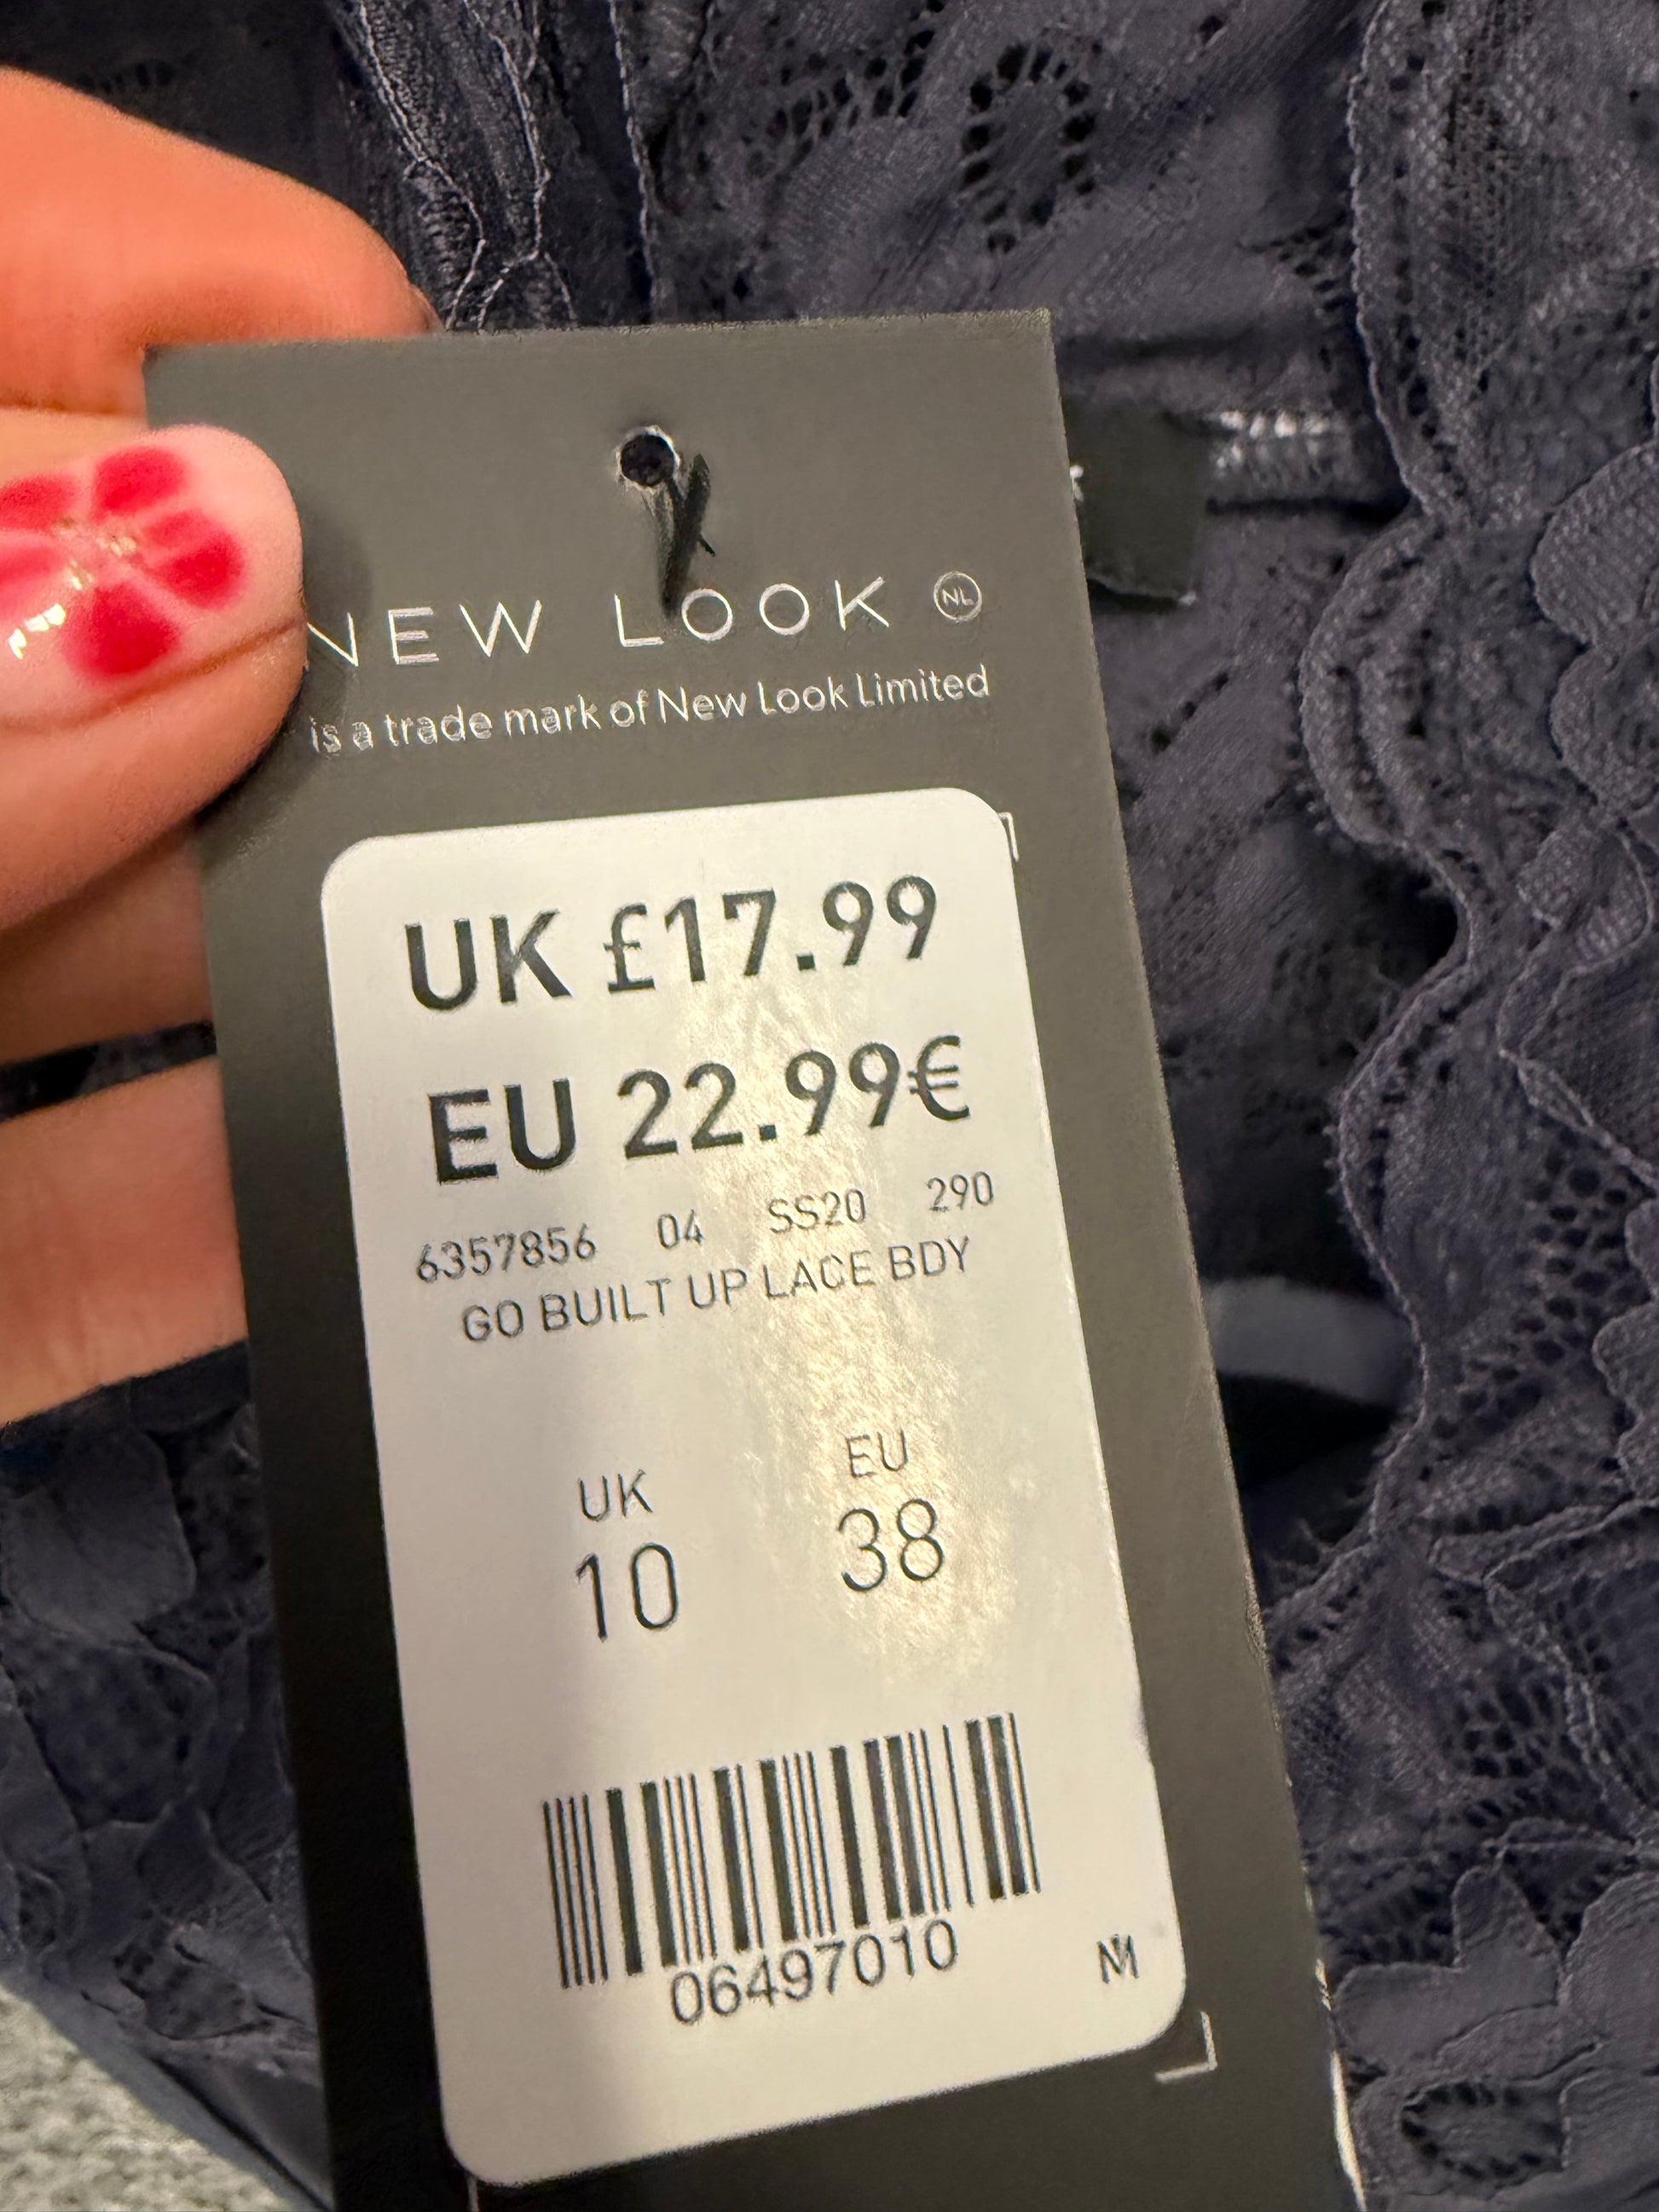 NEW LOOK NL
is a trade mark of New Look Limited
UK £17.99
EU 22.99€
6357856 04 SS20 290
GO BUILT UP LACE BDY
UK EU
10 38
06497010